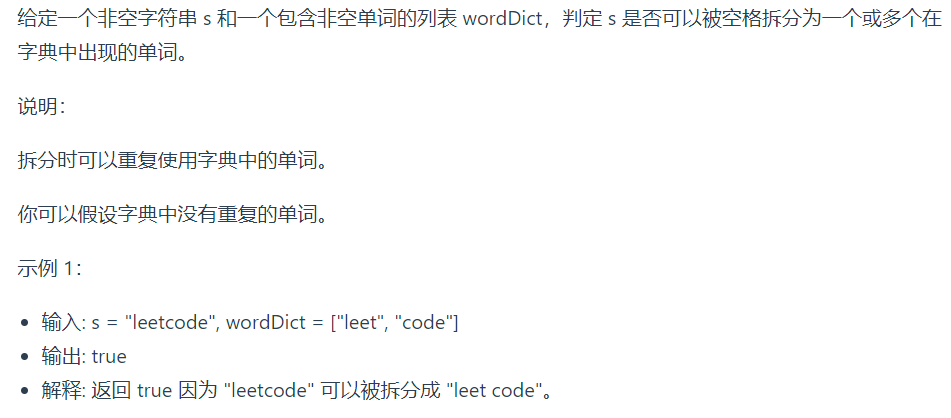 给定一个非空字符串 s 和一个包含非空单词的列表 wordDict，判定 s 是否可以被空格拆分为一个或多个在
字典中出现的单词。
说明：
拆分时可以重复使用字典中的单词。
你可以假设字典中没有重复的单词。
示例 1：
• 输入: s = "leetcode", wordDict = ["leet", "code"]
• 输出: true
• 解释: 返回 true 因为 "leetcode" 可以被拆分成 "leet code"。